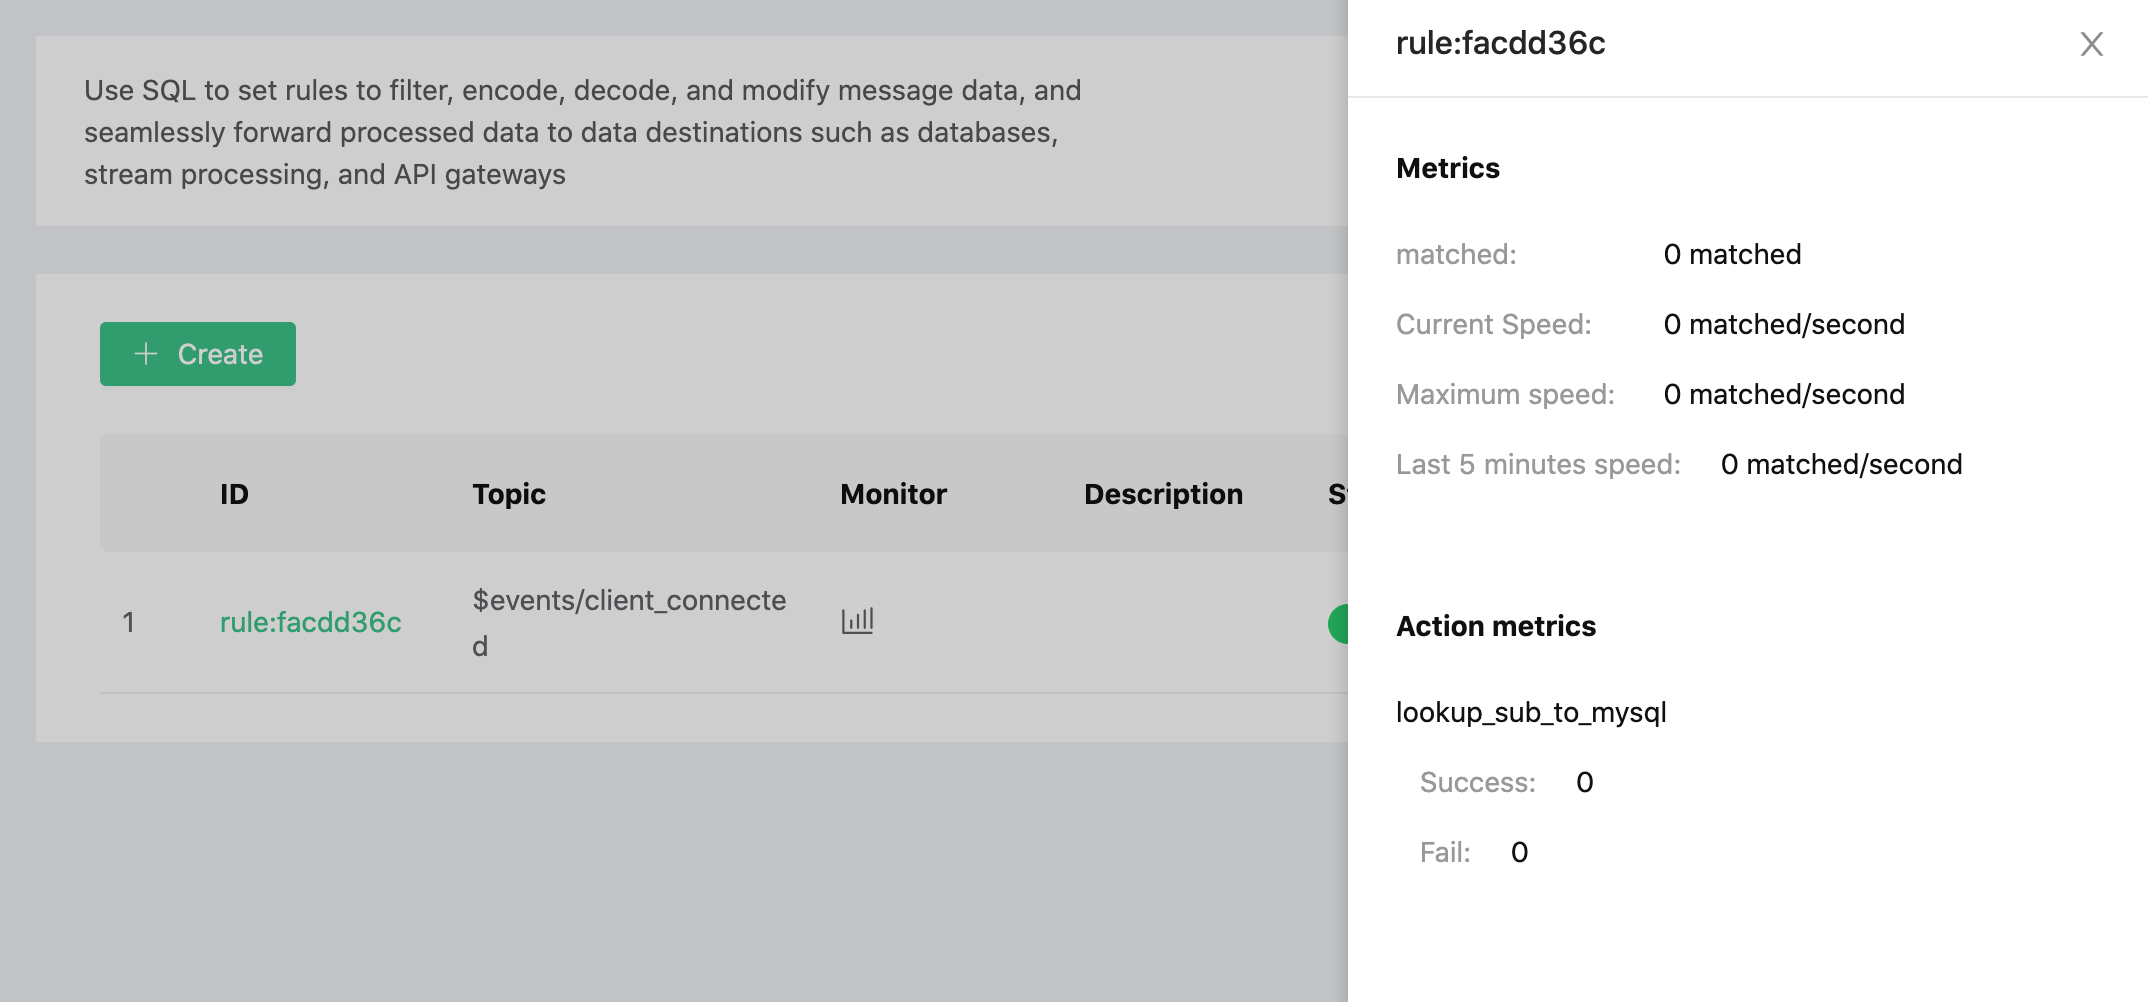 Use SQL to set rules to filter, encode, decode, and modify message data, and
seamlessly forward processed data to data destinations such as databases,
stream processing, and API gateways
Create
ID Topic Monitor Description
1 rule:facdd36c $events/client_connecte
d
rule:facdd36c
Metrics
matched: 0 matched
Current Speed: 0 matched/second
Maximum speed: 0 matched/second
Last 5 minutes speed: 0 matched/second
Action metrics
lookup_sub_to_mysql
Success: 0
Fail: 0